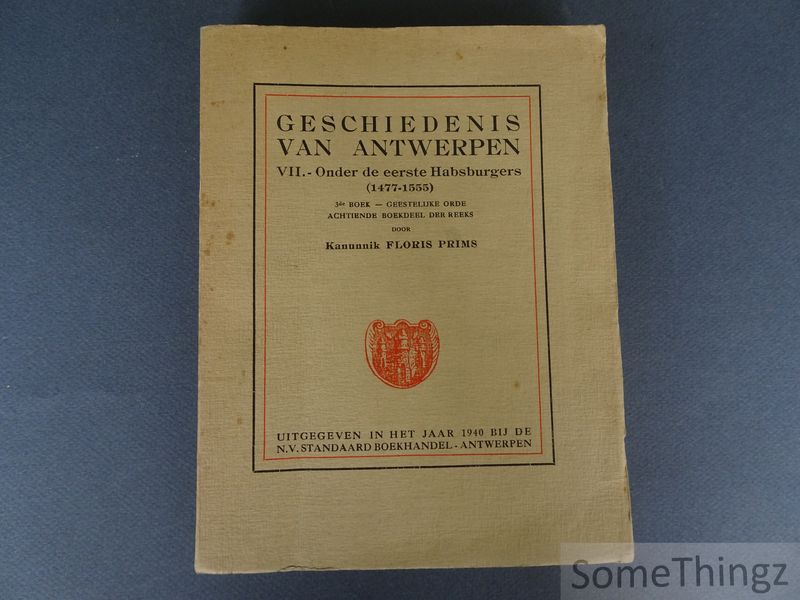 GESCHIEDENIS
VAN ANTWERPEN
VII.- Onder de eerste Habsburgers
(1477-1555)
3de BOEK — GEESTELIJKE ORDE
ACHTIENDE BOEKDEEL DER REEKS
DOOR
Kanunnik FLORIS PRIMS
UITGEGEVEN IN HET JAAR 1940 BIJ DE
N.V. STANDAARD BOEKHANDEL - ANTWERPEN
SomeThingz